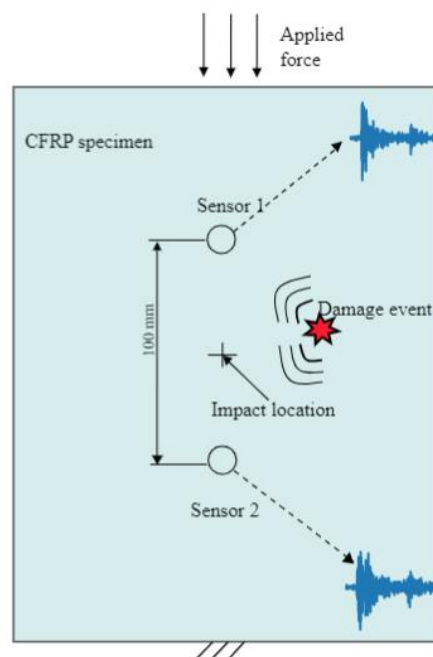 Applied
force
CFRP specimen
Sensor 1
Damage event
100 mm
Impact location
Sensor 2